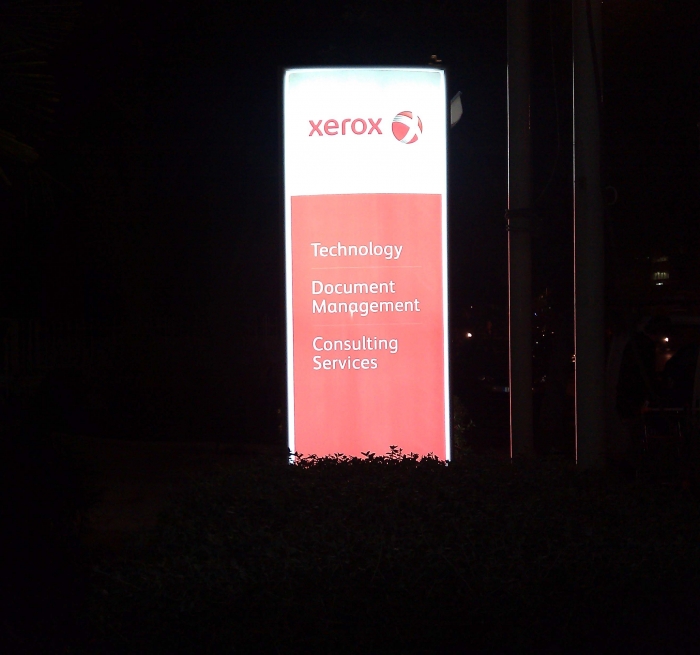 xerox
Technology
Document
Management
Consulting
Services